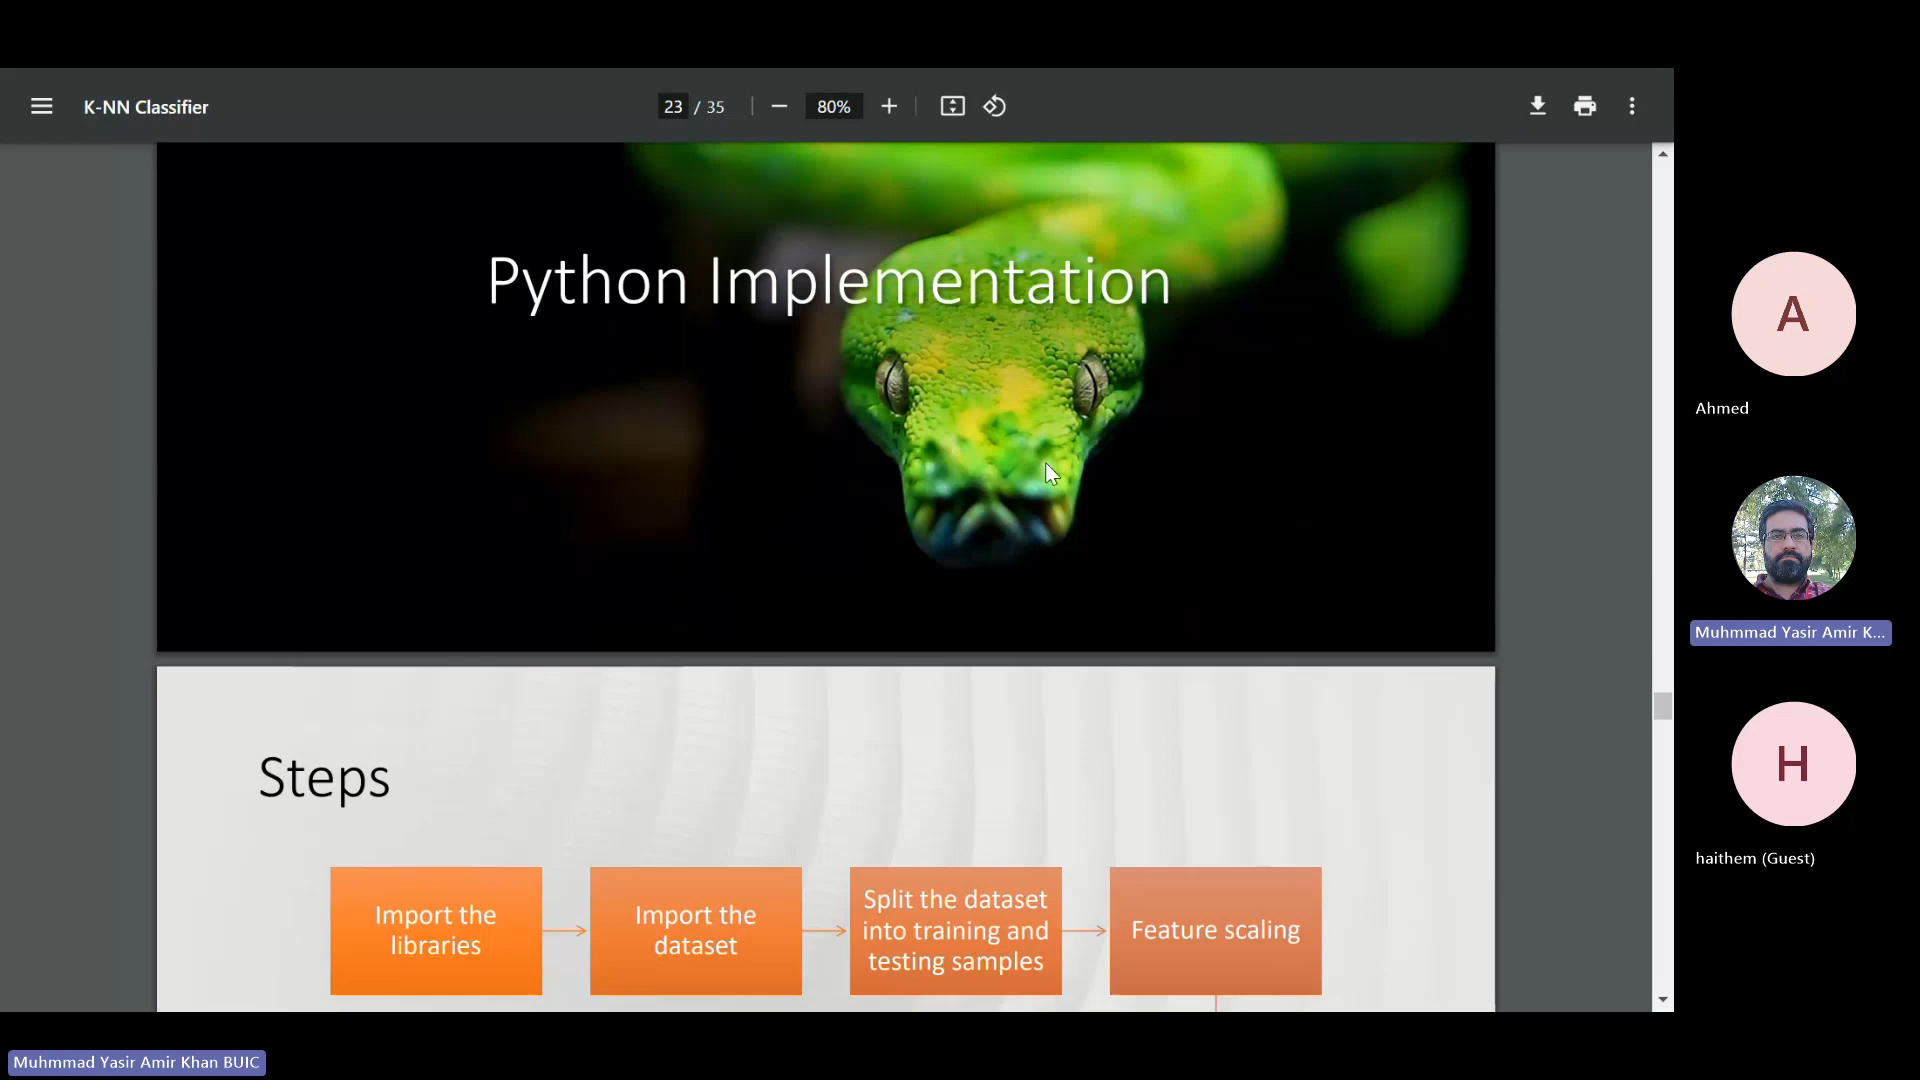 K-NN Classifier
23 / 35
80%
Python Implementation
Steps
Import the
libraries
Import the
dataset
Split the dataset
into training and
testing samples
Feature scaling
A
Ahmed
Muhmmad Yasir Amir K...
H
haithem (Guest)
Muhmmad Yasir Amir Khan BUIC